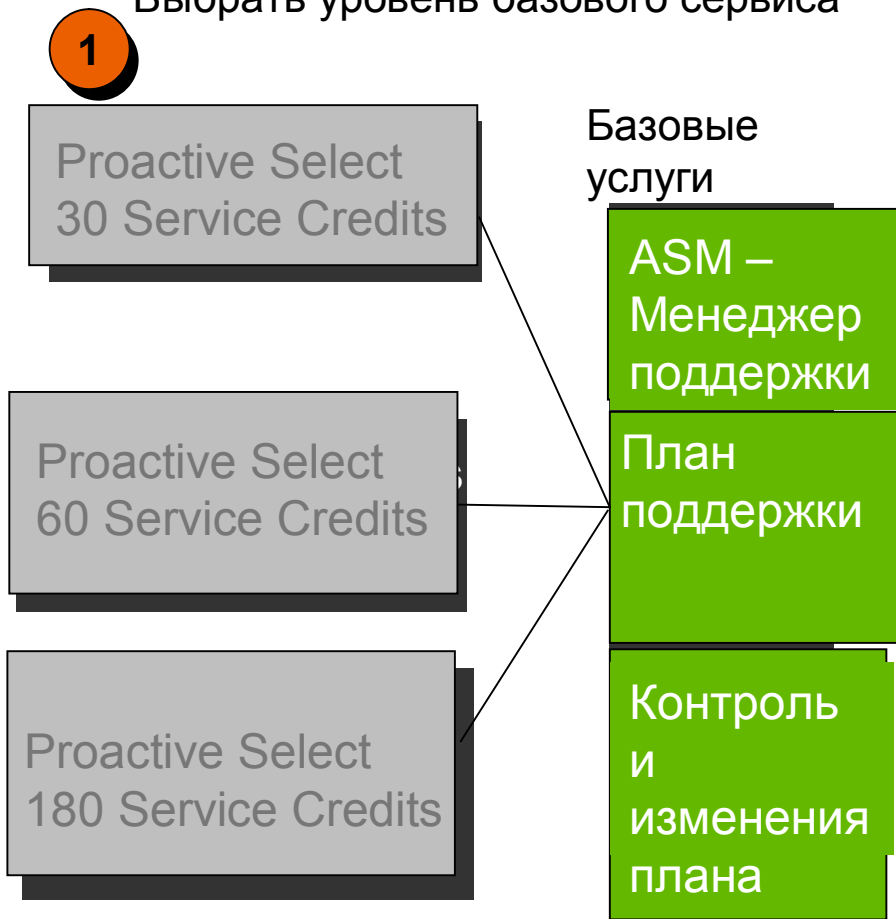 Выбрать уровень базового сервиса
1
Proactive Select
30 Service Credits
Proactive Select
60 Service Credits
Proactive Select
180 Service Credits
Базовые
услуги
ASM –
Менеджер
поддержки
План
поддержки
Контроль
и
изменения
плана